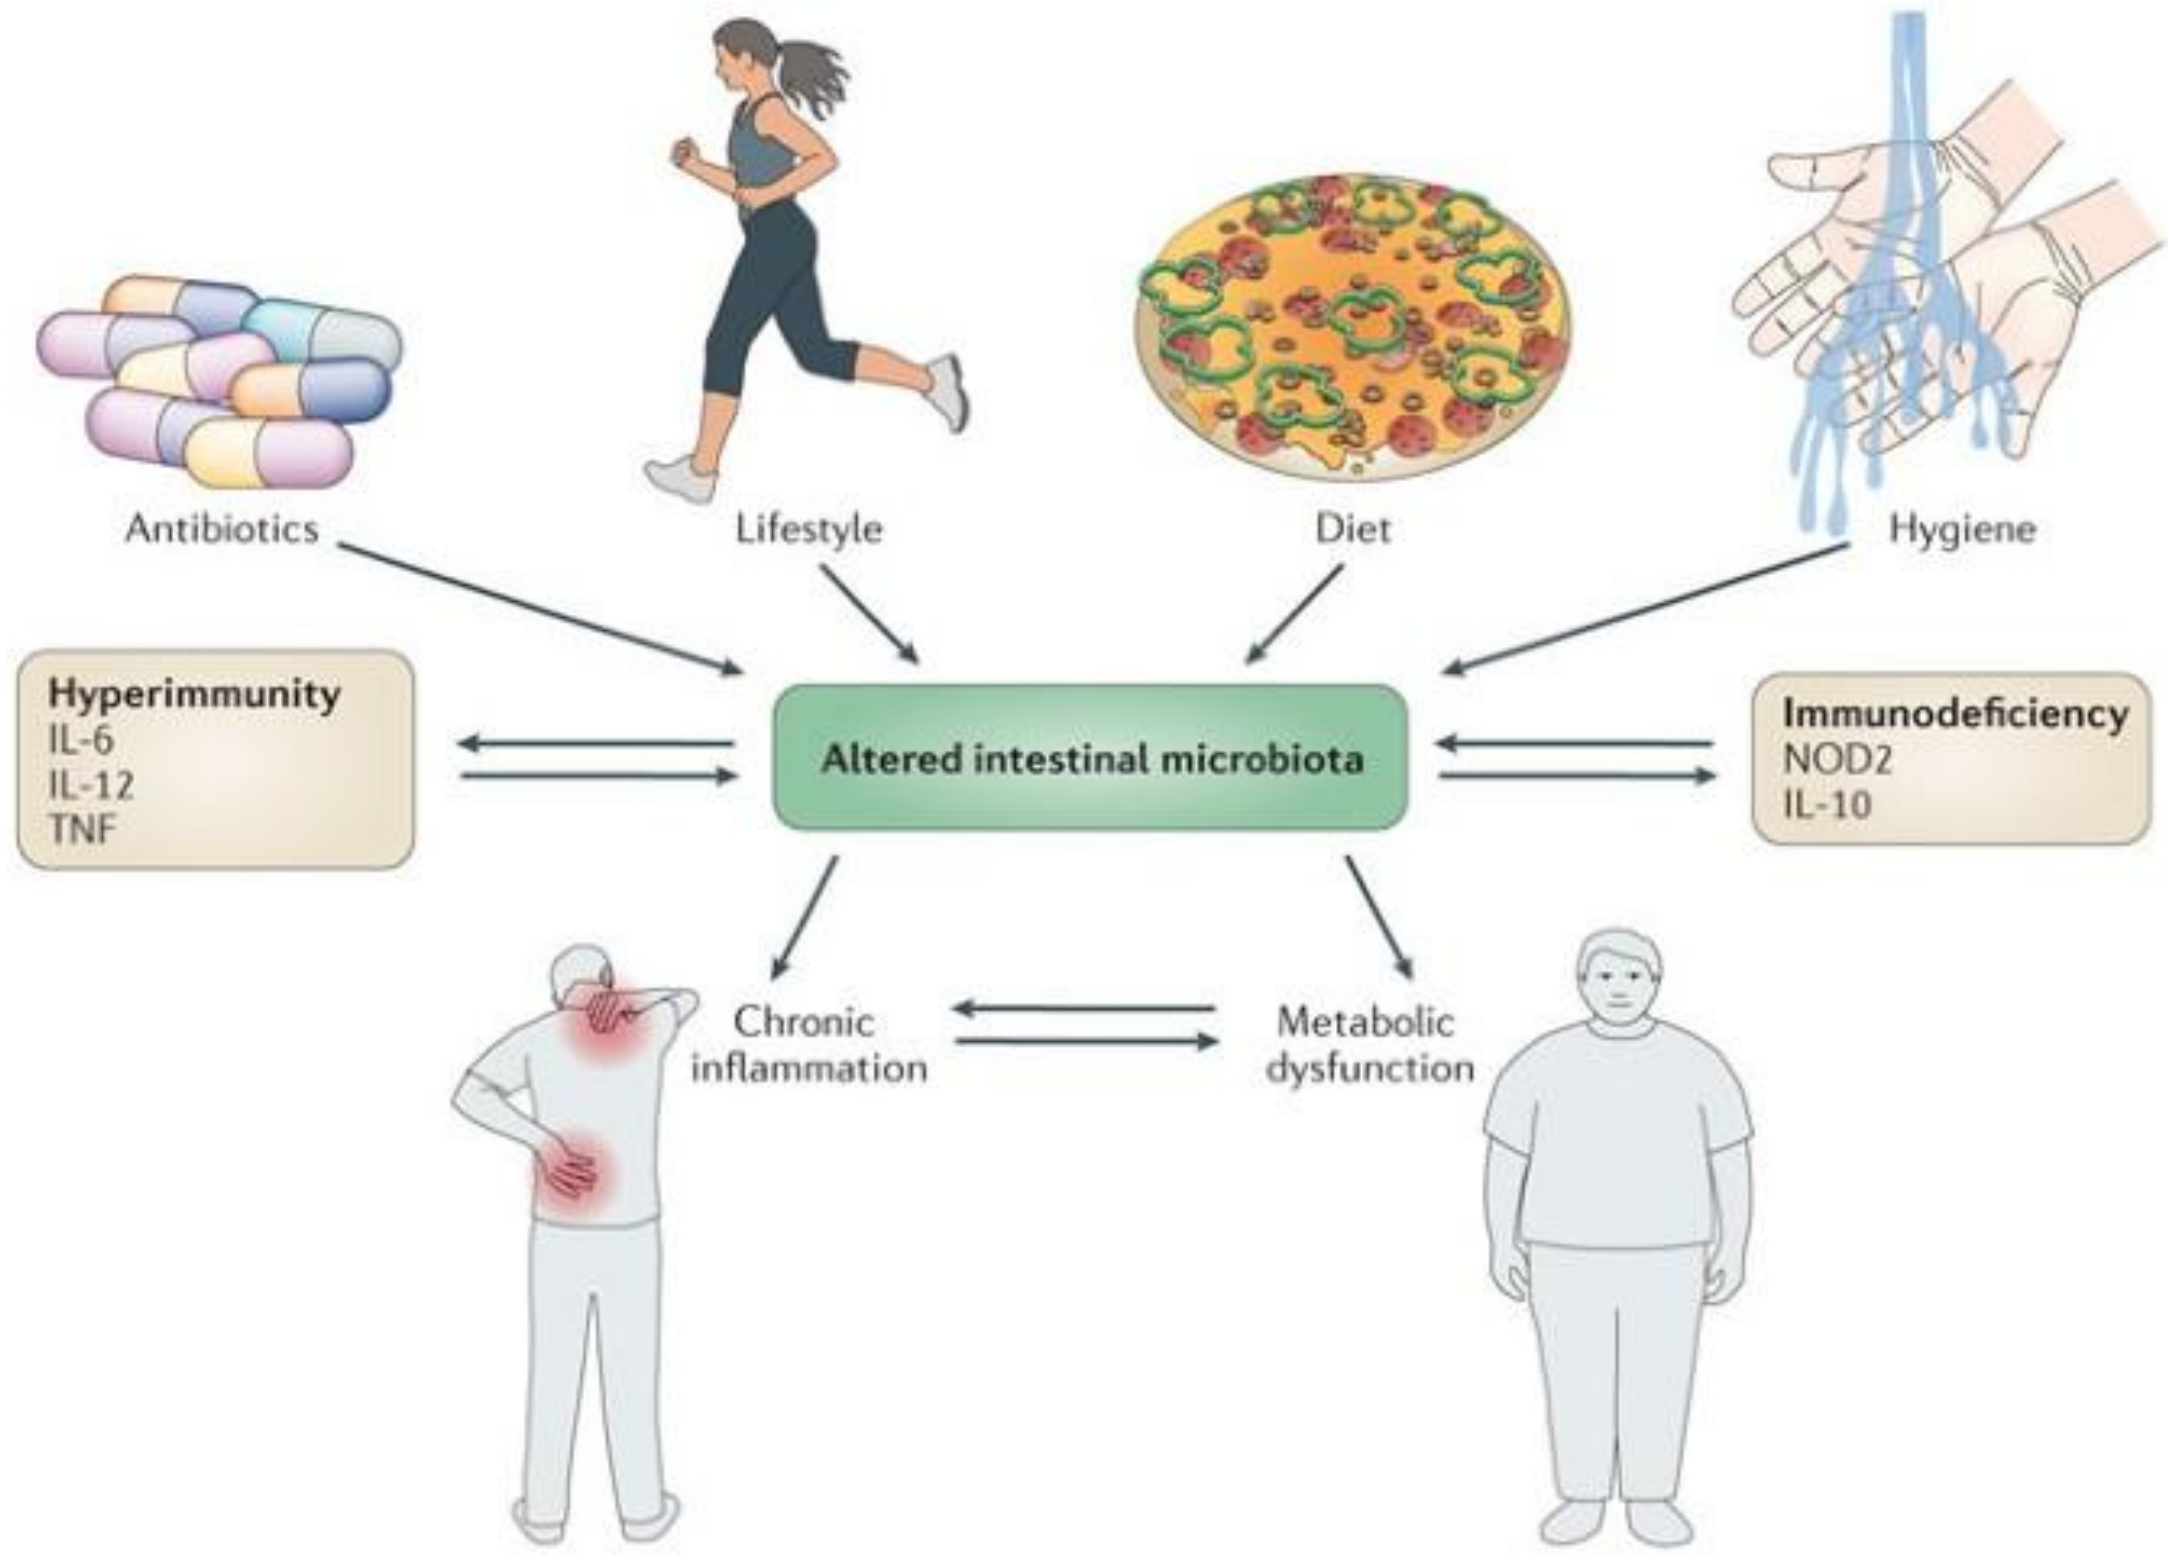 Antibiotics
Lifestyle
Diet
Hygiene
Hyperimmunity
IL-6
IL-12
TNF
Altered intestinal microbiota
Immunodeficiency
NOD2
IL-10
Chronic
inflammation
Metabolic
dysfunction